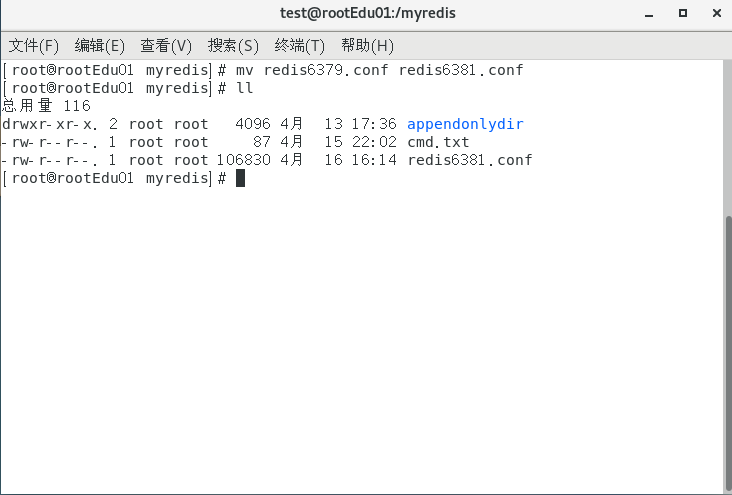 test@rootEdu01:/myredis
文件(F) 编辑(E) 查看(V) 搜索(S) 终端(T) 帮助(H)
[root@rootEdu01 myredis]# mv redis6379.conf redis6381.conf
[root@rootEdu01 myredis]# ll
总用量 116
drwxr-xr-x. 2 root root   4096 4月  13 17:36 appendonlydir
-rw-r--r--. 1 root root     87 4月  15 22:02 cmd.txt
-rw-r--r--. 1 root root 106830 4月  16 16:14 redis6381.conf
[root@rootEdu01 myredis]#